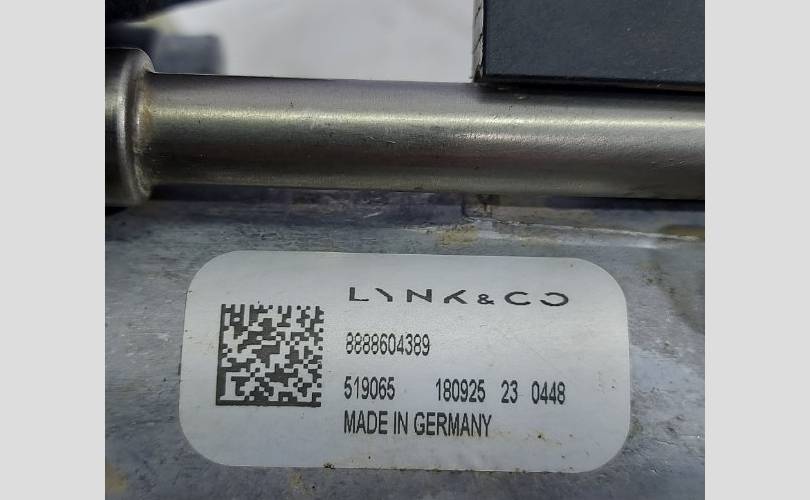 LYNK & CO
8888604389
519065 180925 23 0448
MADE IN GERMANY